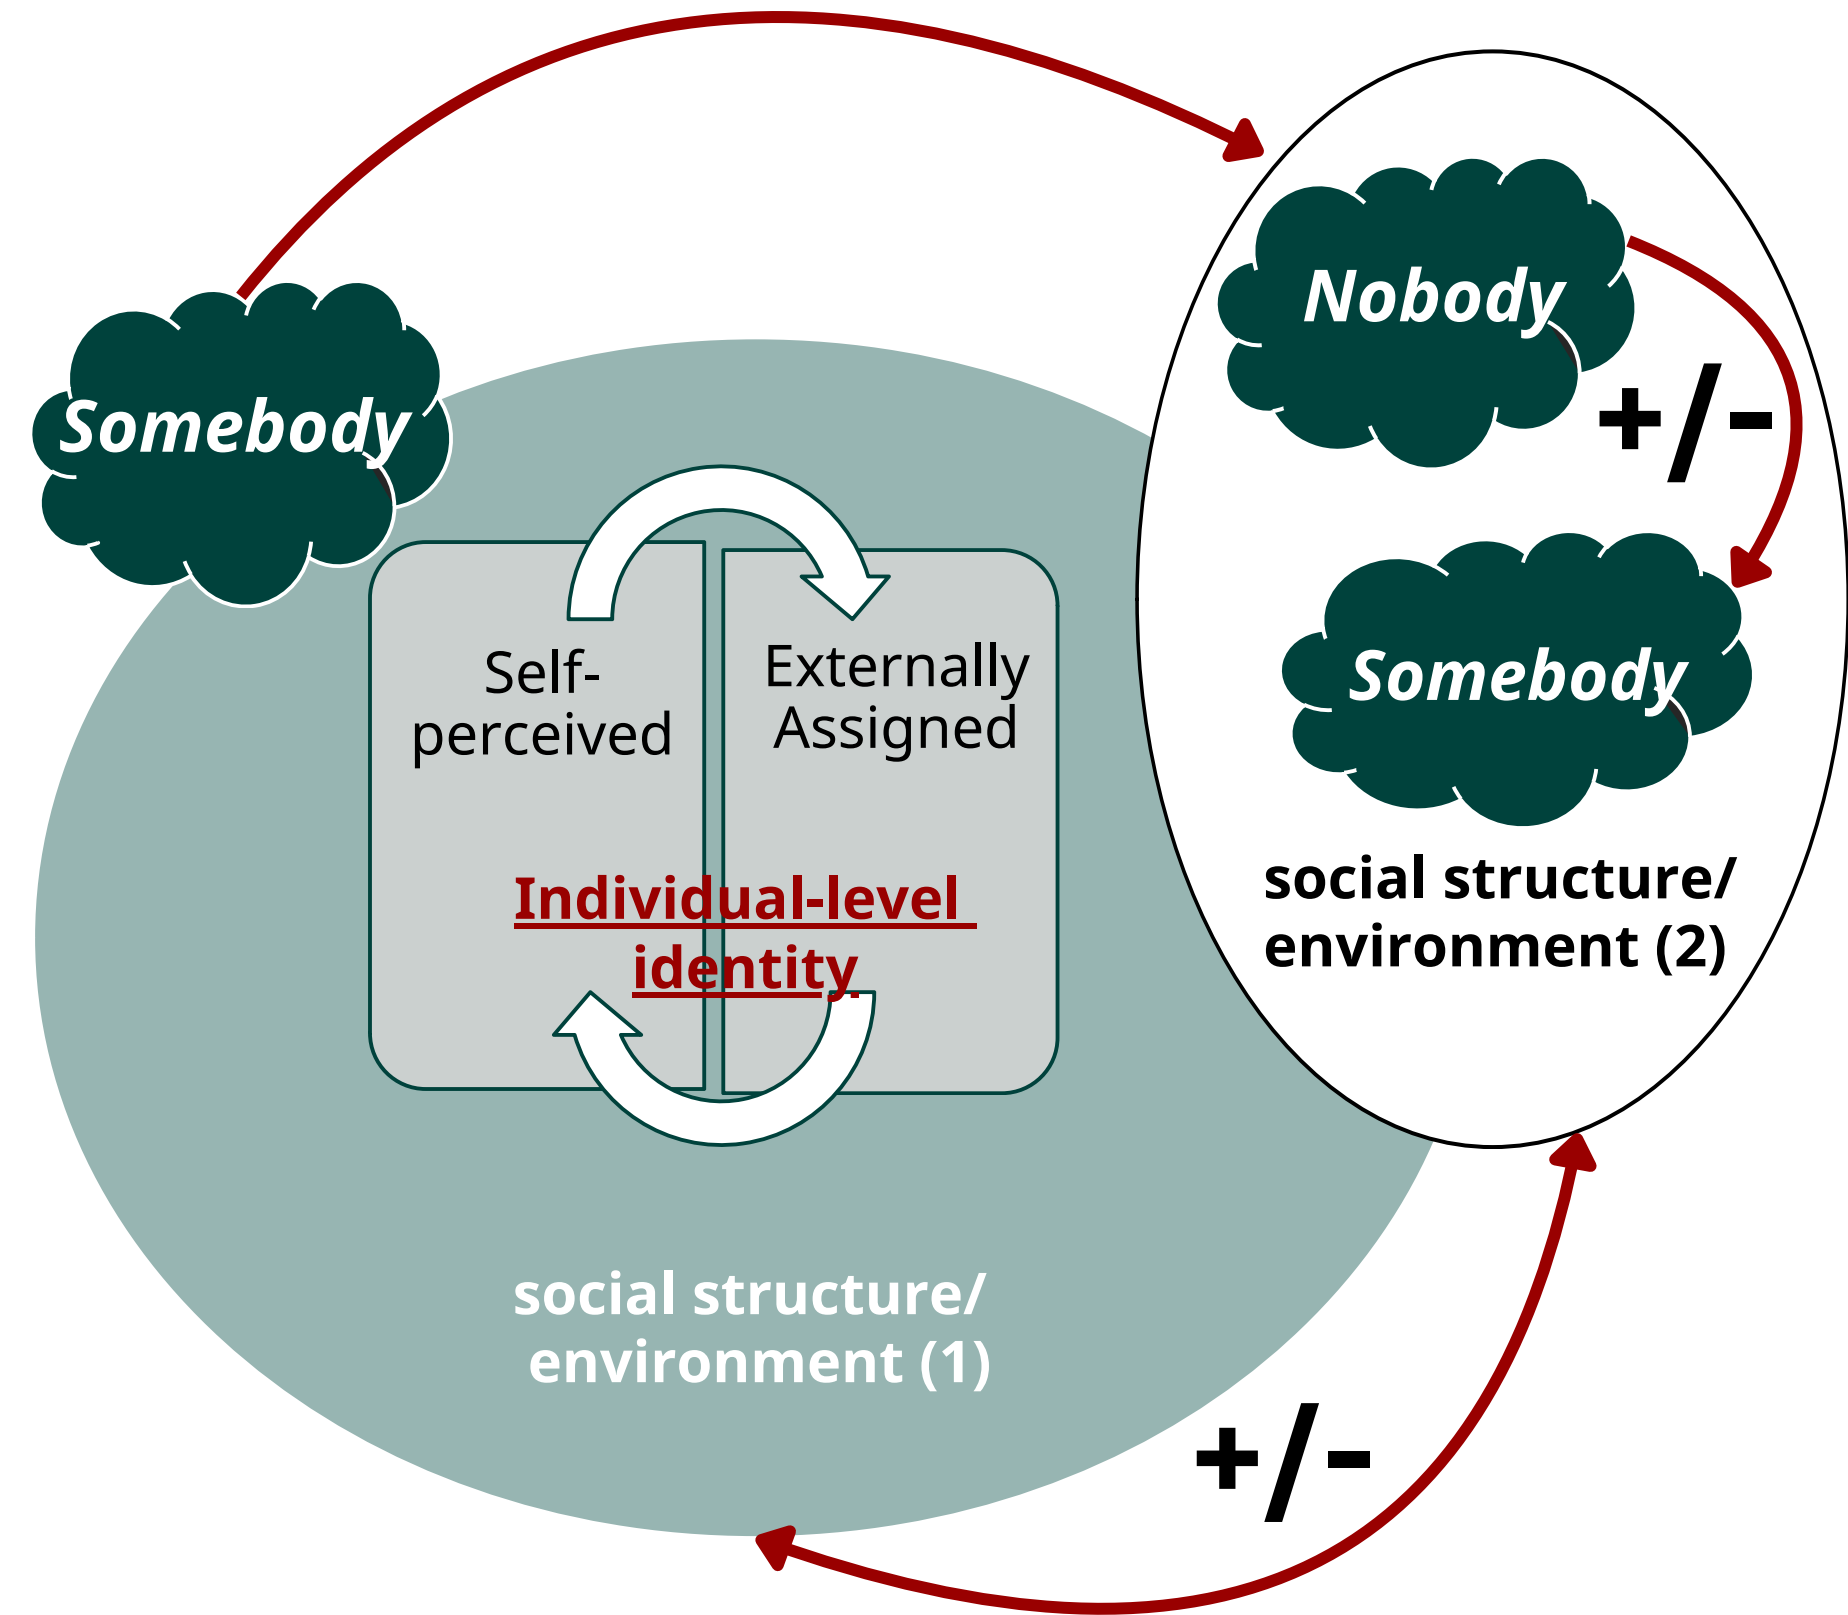 Nobody
+/-
Somebody
Somebody
Self-
perceived
Externally
Assigned
Individual-level
identity
social structure/
environment (2)
social structure/
environment (1)
+/-